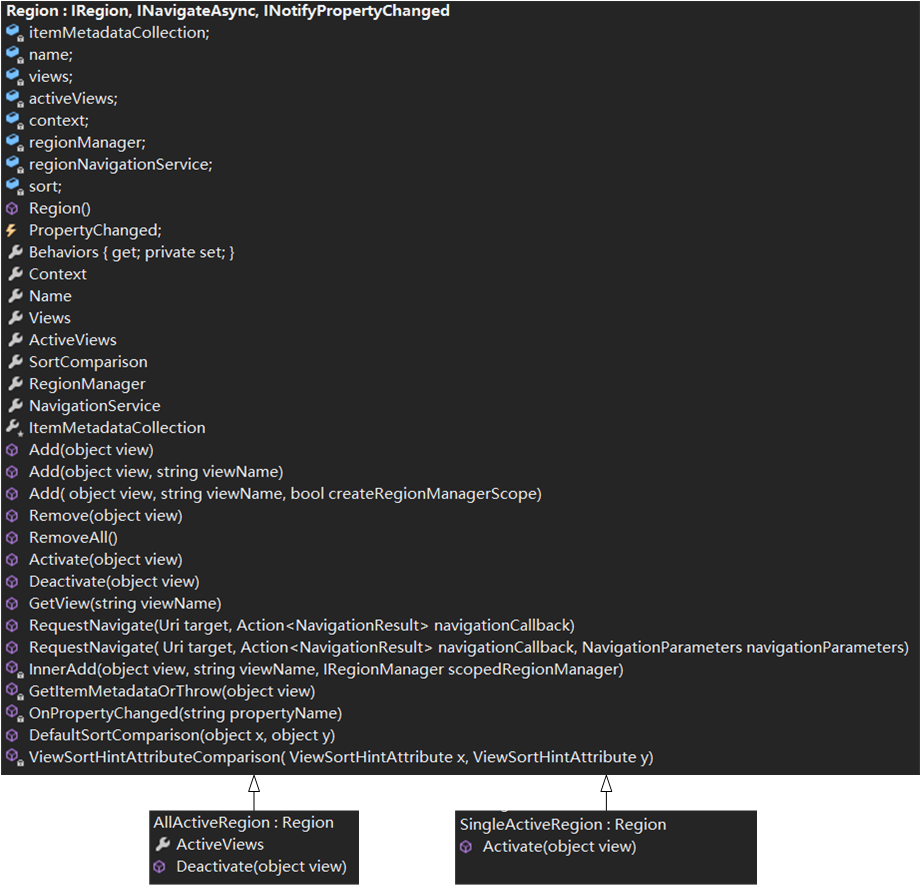 Region : IRegion, INavigateAsync, INotifyPropertyChanged
itemMetadataCollection;
name;
views;
activeViews;
context;
regionManager;
regionNavigationService;
sort;
Region()
PropertyChanged;
Behaviors { get; private set; }
Context
Name
Views
ActiveViews
SortComparison
RegionManager
NavigationService
ItemMetadataCollection
Add(object view)
Add(object view, string viewName)
Add( object view, string viewName, bool createRegionManagerScope)
Remove(object view)
RemoveAll()
Activate(object view)
Deactivate(object view)
GetView(string viewName)
RequestNavigate(Uri target, Action<NavigationResult> navigationCallback)
RequestNavigate( Uri target, Action<NavigationResult> navigationCallback, NavigationParameters navigationParameters)
InnerAdd(object view, string viewName, IRegionManager scopedRegionManager)
GetItemMetadataOrThrow(object view)
OnPropertyChanged(string propertyName)
DefaultSortComparison(object x, object y)
ViewSortHintAttributeComparison( ViewSortHintAttribute x, ViewSortHintAttribute y)
AllActiveRegion : Region
ActiveViews
Deactivate(object view)
SingleActiveRegion : Region
Activate(object view)